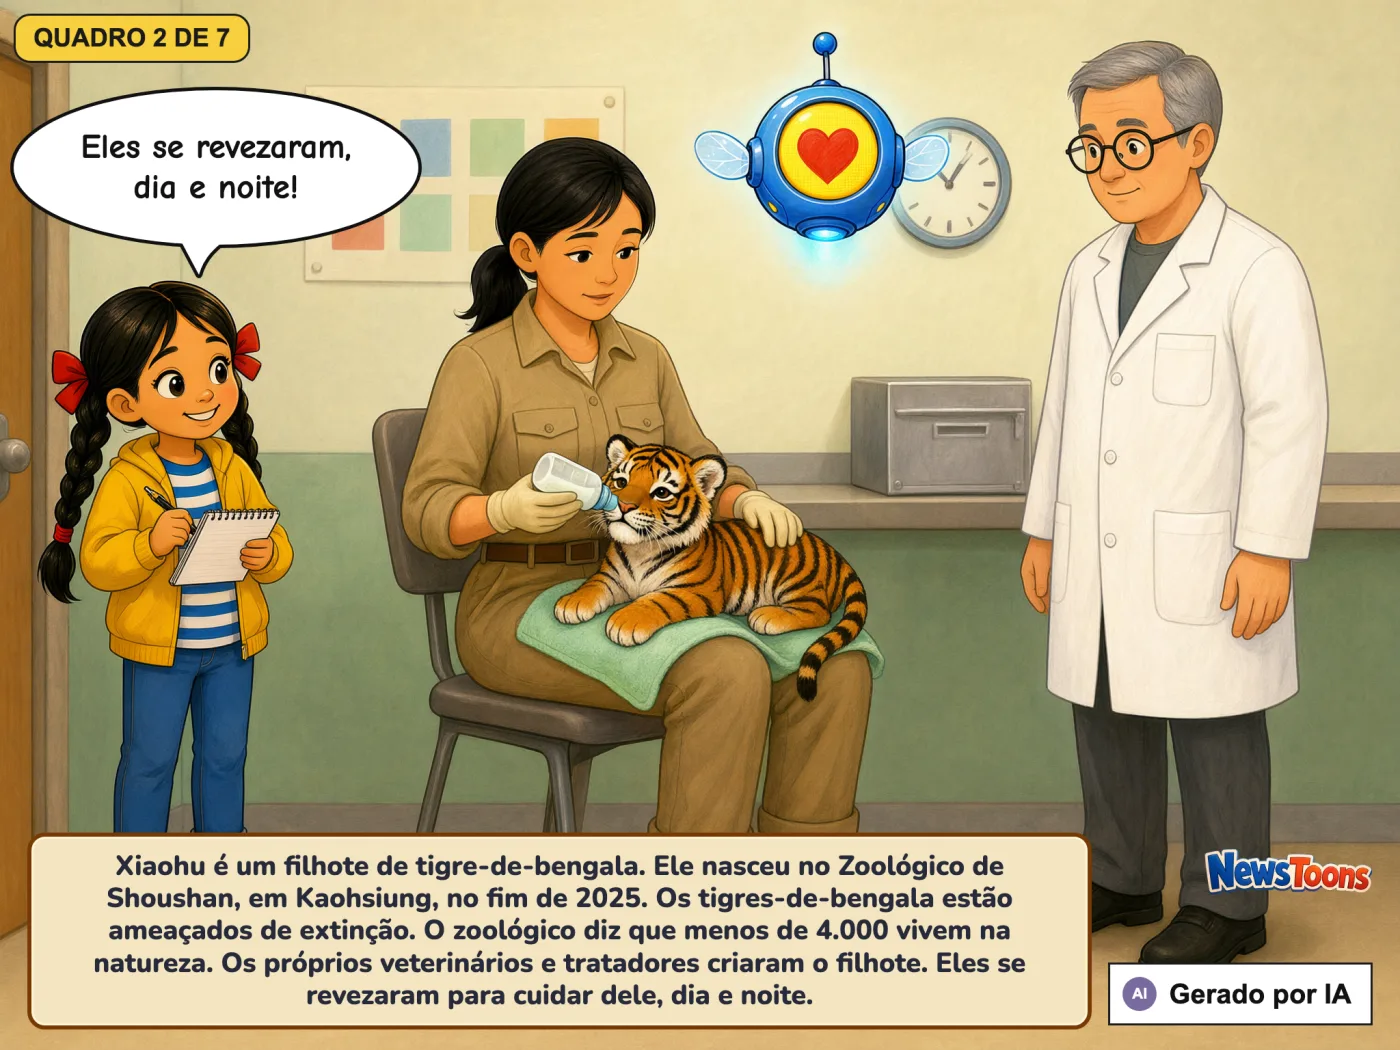 QUADRO 2 DE 7
Eles se revezaram,
dia e noite!
Xiaohu é um filhote de tigre-de-bengala. Ele nasceu no Zoológico de
Shoushan, em Kaohsiung, no fim de 2025. Os tigres-de-bengala estão
ameaçados de extinção. O zoológico diz que menos de 4.000 vivem na
natureza. Os próprios veterinários e tratadores criaram o filhote. Eles se
revezaram para cuidar dele, dia e noite.
NewsToons
AI Gerado por IA